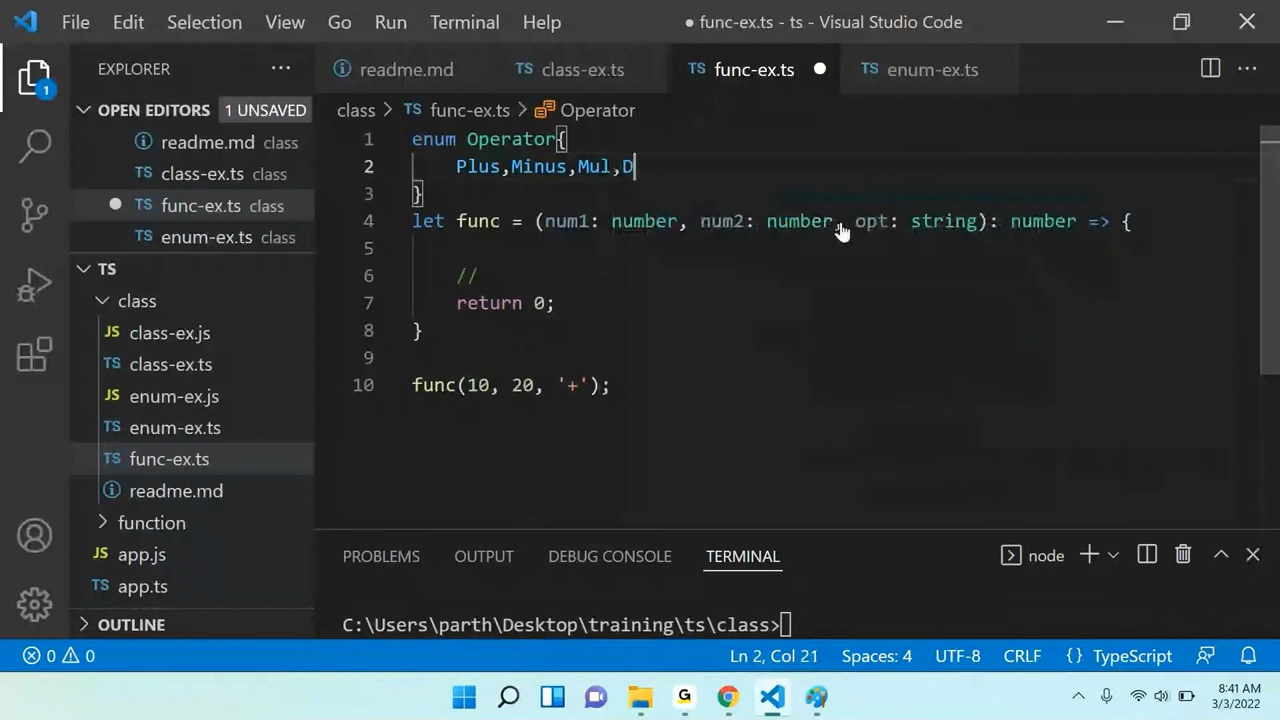 File Edit Selection View Go Run Terminal Help
● func-ex.ts - ts - Visual Studio Code
EXPLORER ···
readme.md
TS class-ex.ts
TS func-ex.ts ●
TS enum-ex.ts
1
OPEN EDITORS 1 UNSAVED
readme.md class
TS class-ex.ts class
● TS func-ex.ts class
TS enum-ex.ts class
TS
class
JS class-ex.js
TS class-ex.ts
JS enum-ex.js
TS enum-ex.ts
TS func-ex.ts
readme.md
function
JS app.js
TS app.ts
OUTLINE
class > TS func-ex.ts > Operator
1 enum Operator{
2 Plus,Minus,Mul,D
3 }
4 let func = (num1: number, num2: number, opt: string): number => {
5
6 //
7 return 0;
8 }
9
10 func(10, 20, '+');
PROBLEMS OUTPUT DEBUG CONSOLE TERMINAL
node
C:\Users\parth\Desktop\training\ts\class>
0 0
Ln 2, Col 21 Spaces: 4 UTF-8 CRLF {} TypeScript
G
8:41 AM
3/3/2022